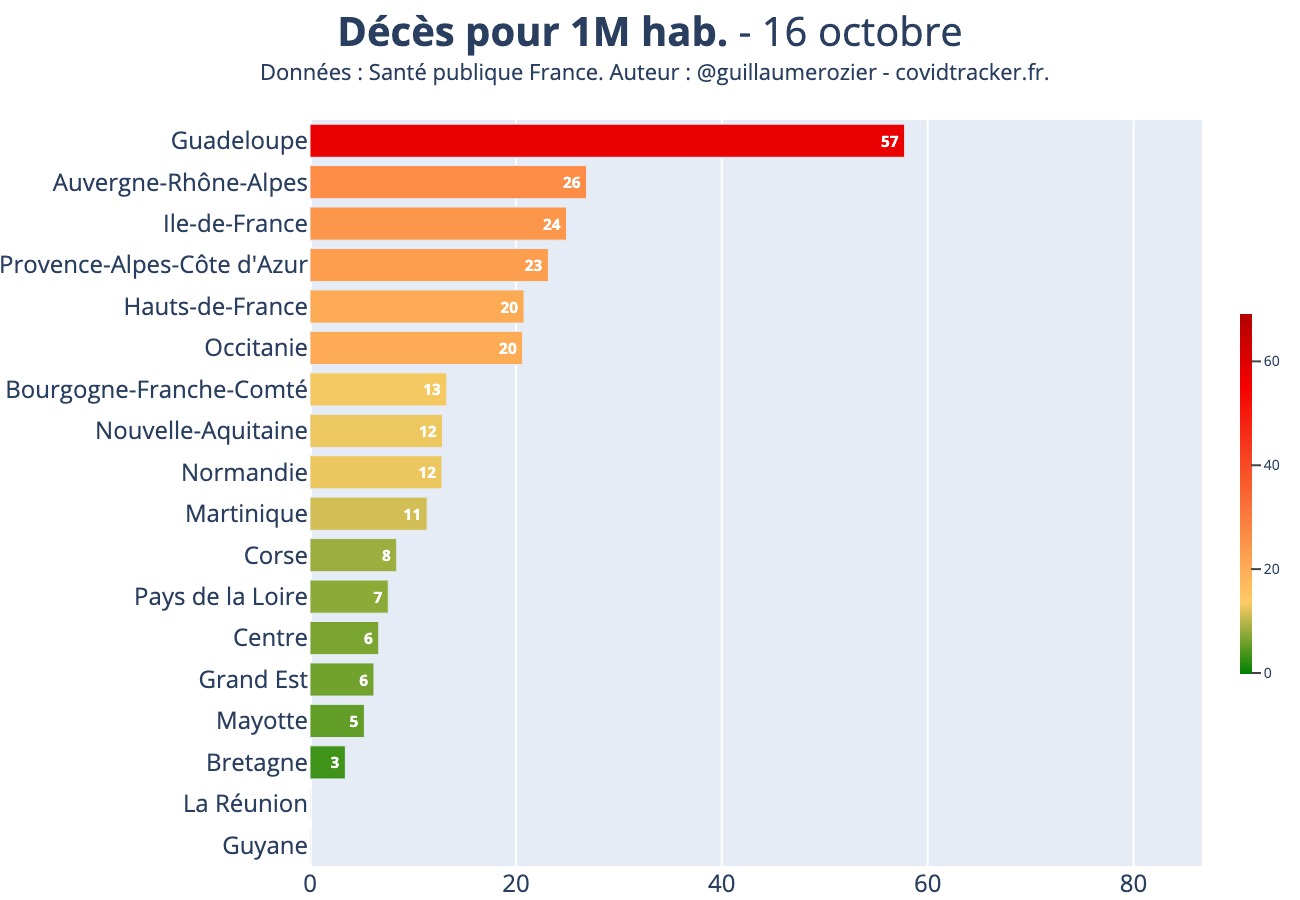 Décès pour 1M hab. - 16 octobre
Données : Santé publique France. Auteur : @guillaumerozier - covidtracker.fr.
Guadeloupe 57
Auvergne-Rhône-Alpes 26
Ile-de-France 24
Provence-Alpes-Côte d'Azur 23
Hauts-de-France 20
Occitanie 20
Bourgogne-Franche-Comté 13
Nouvelle-Aquitaine 12
Normandie 12
Martinique 11
Corse 8
Pays de la Loire 7
Centre 6
Grand Est 6
Mayotte 5
Bretagne 3
La Réunion
Guyane
0 20 40 60 80
60
40
20
0